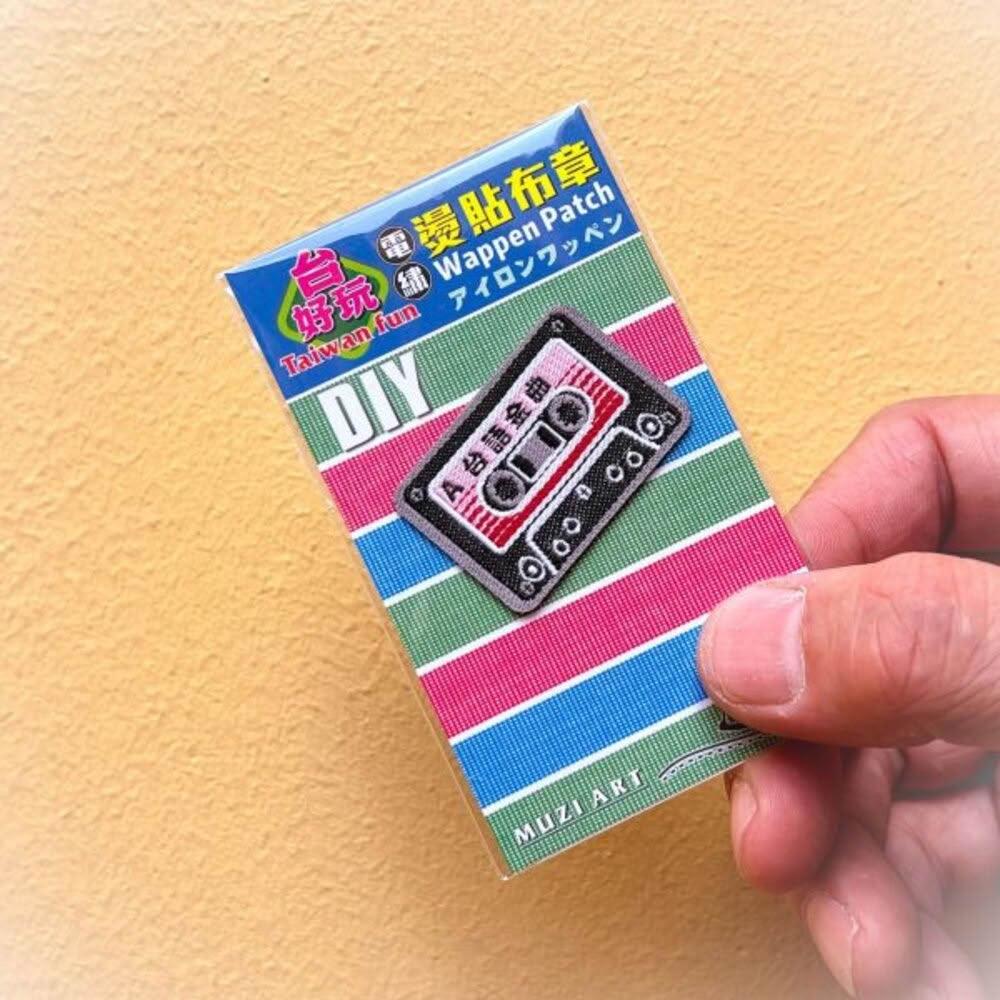 台
好玩
Taiwan fun
電繡
燙貼布章
Wappen Patch
アイロンワッペン
DIY
A 台語金曲
MUZI ART